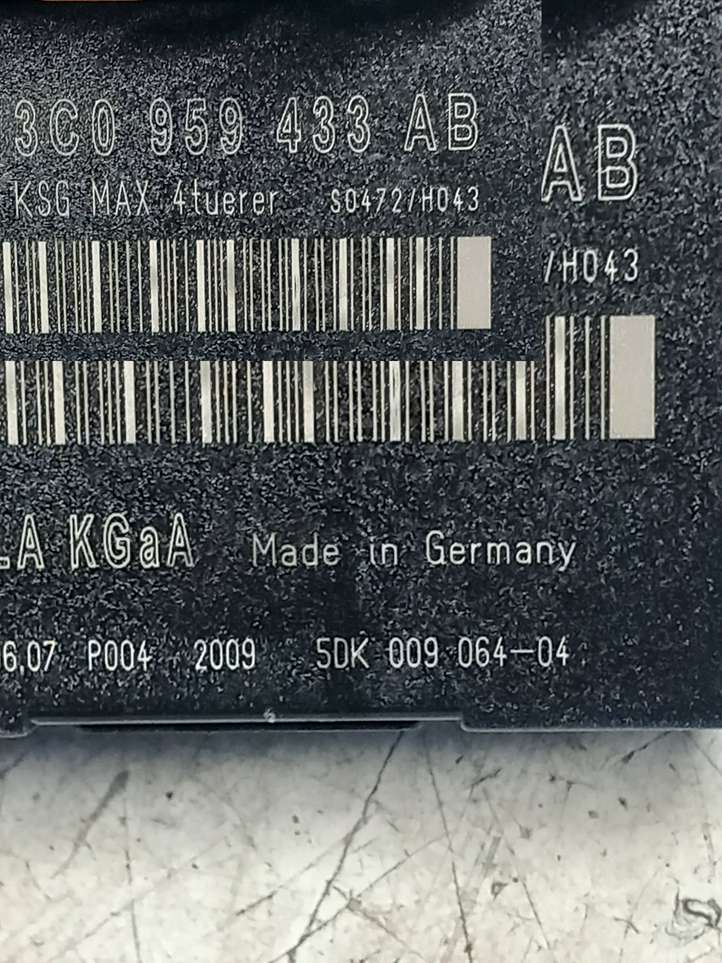 3C0 959 433 AB
AB
KSG MAX 4tuerer S0472/H043
/H043
KGaA Made in Germany
6.07 P004 2009 5DK 009 064-04